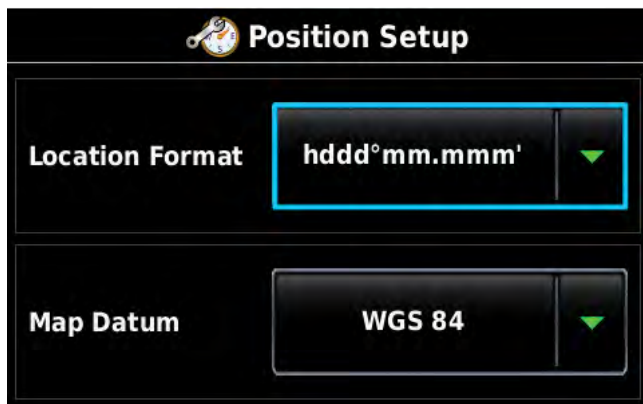 Position Setup
Location Format
hddd°mm.mmm'
Map Datum
WGS 84